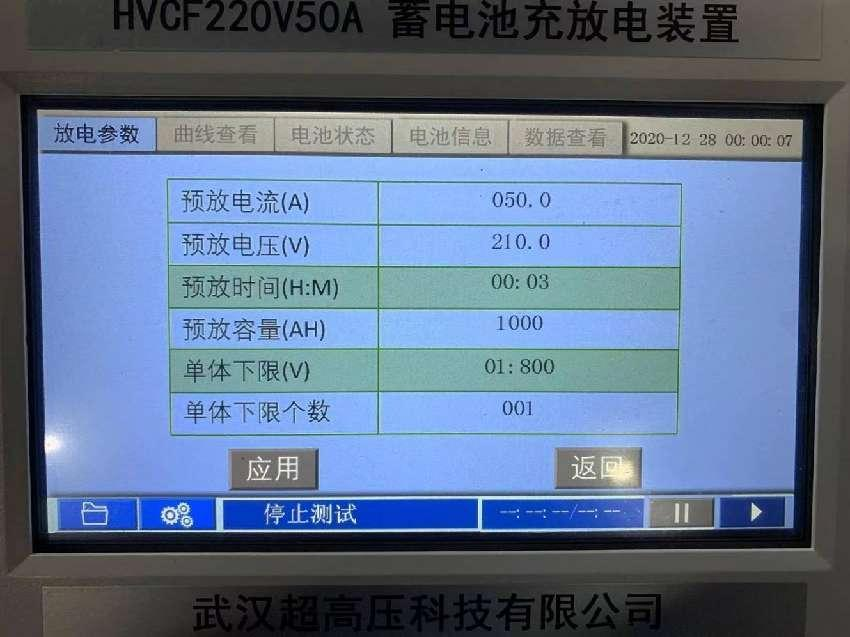 HVCF220V50A 蓄电池充放电装置
放电参数 曲线查看 电池状态 电池信息 数据查看 2020-12 28 00:00:07
预放电流(A) 050.0
预放电压(V) 210.0
预放时间(H:M) 00:03
预放容量(AH) 1000
单体下限(V) 01:800
单体下限个数 001
应用 返回
停止测试 --:--:--/--:--
武汉超高压科技有限公司